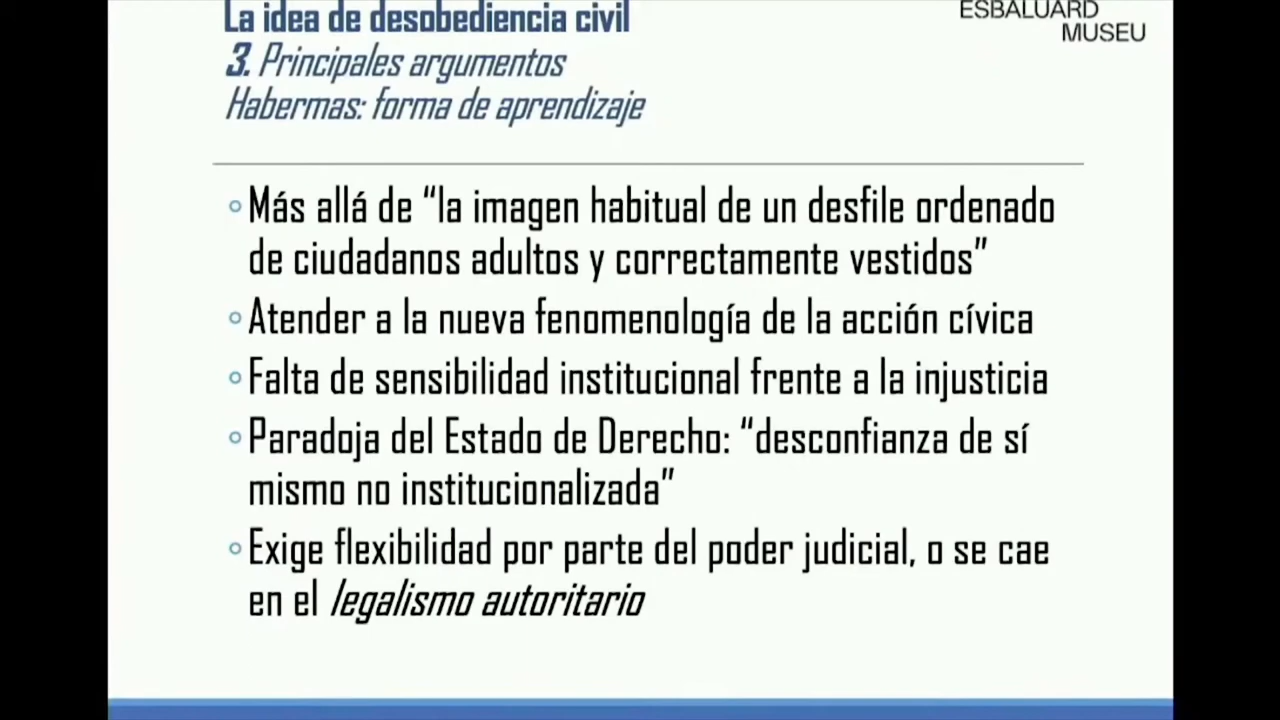 La idea de desobediencia civil
ESBALUARD
MUSEU
3. Principales argumentos
Habermas: forma de aprendizaje
Más allá de “la imagen habitual de un desfile ordenado
de ciudadanos adultos y correctamente vestidos”
Atender a la nueva fenomenología de la acción cívica
Falta de sensibilidad institucional frente a la injusticia
Paradoja del Estado de Derecho: “desconfianza de sí
mismo no institucionalizada”
Exige flexibilidad por parte del poder judicial, o se cae
en el legalismo autoritario